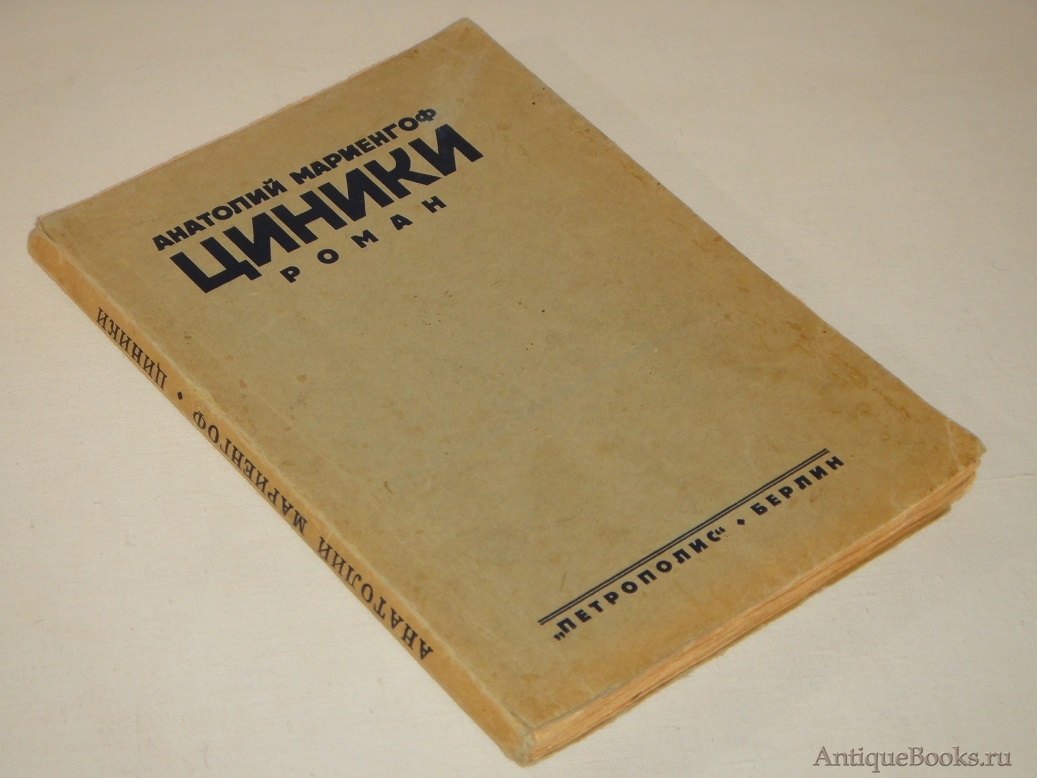 АНАТОЛИЙ МАРИЕНГОФ
ЦИНИКИ
РОМАН
„ПЕТРОПОЛИС“ • БЕРЛИН
АНАТОЛИЙ МАРИЕНГОФ • ЦИНИКИ
AntiqueBooks.ru